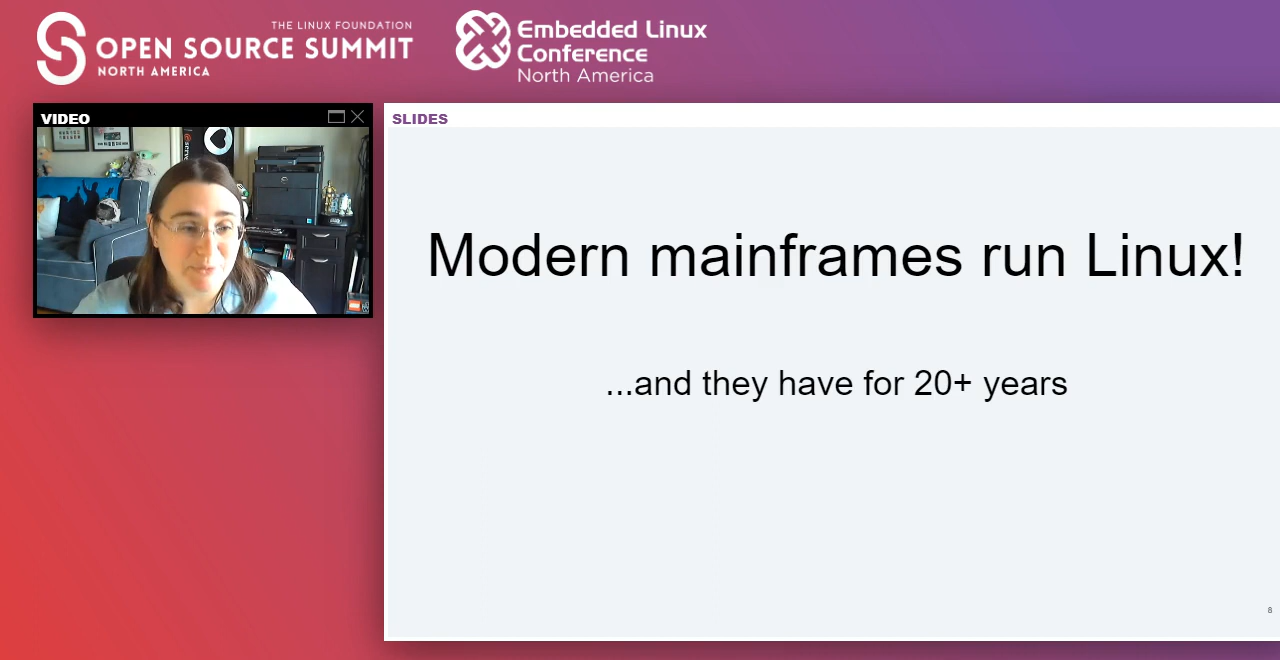 THE LINUX FOUNDATION
OPEN SOURCE SUMMIT
NORTH AMERICA
Embedded Linux
Conference
North America
VIDEO
SLIDES
Modern mainframes run Linux!
...and they have for 20+ years
8